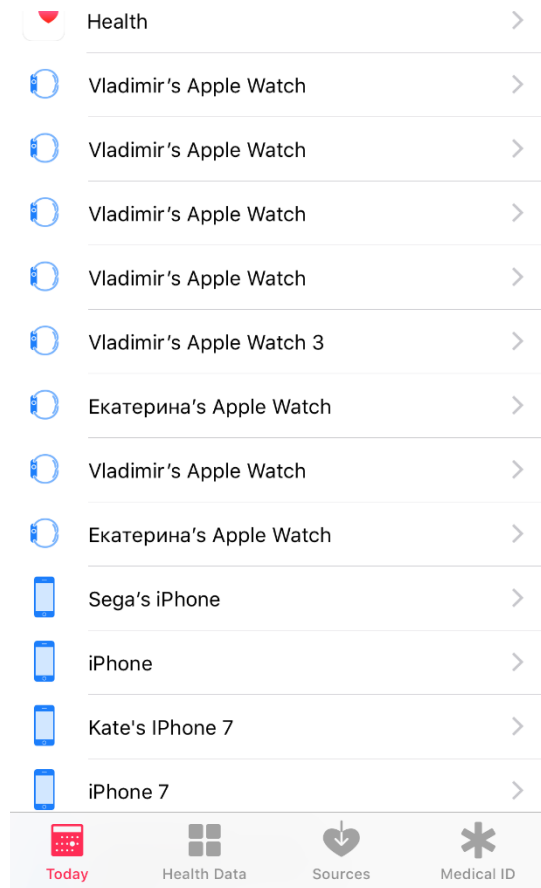 Health
Vladimir’s Apple Watch
Vladimir’s Apple Watch
Vladimir’s Apple Watch
Vladimir’s Apple Watch
Vladimir’s Apple Watch 3
Екатерина’s Apple Watch
Vladimir’s Apple Watch
Екатерина’s Apple Watch
Sega’s iPhone
iPhone
Kate's IPhone 7
iPhone 7
Today Health Data Sources Medical ID